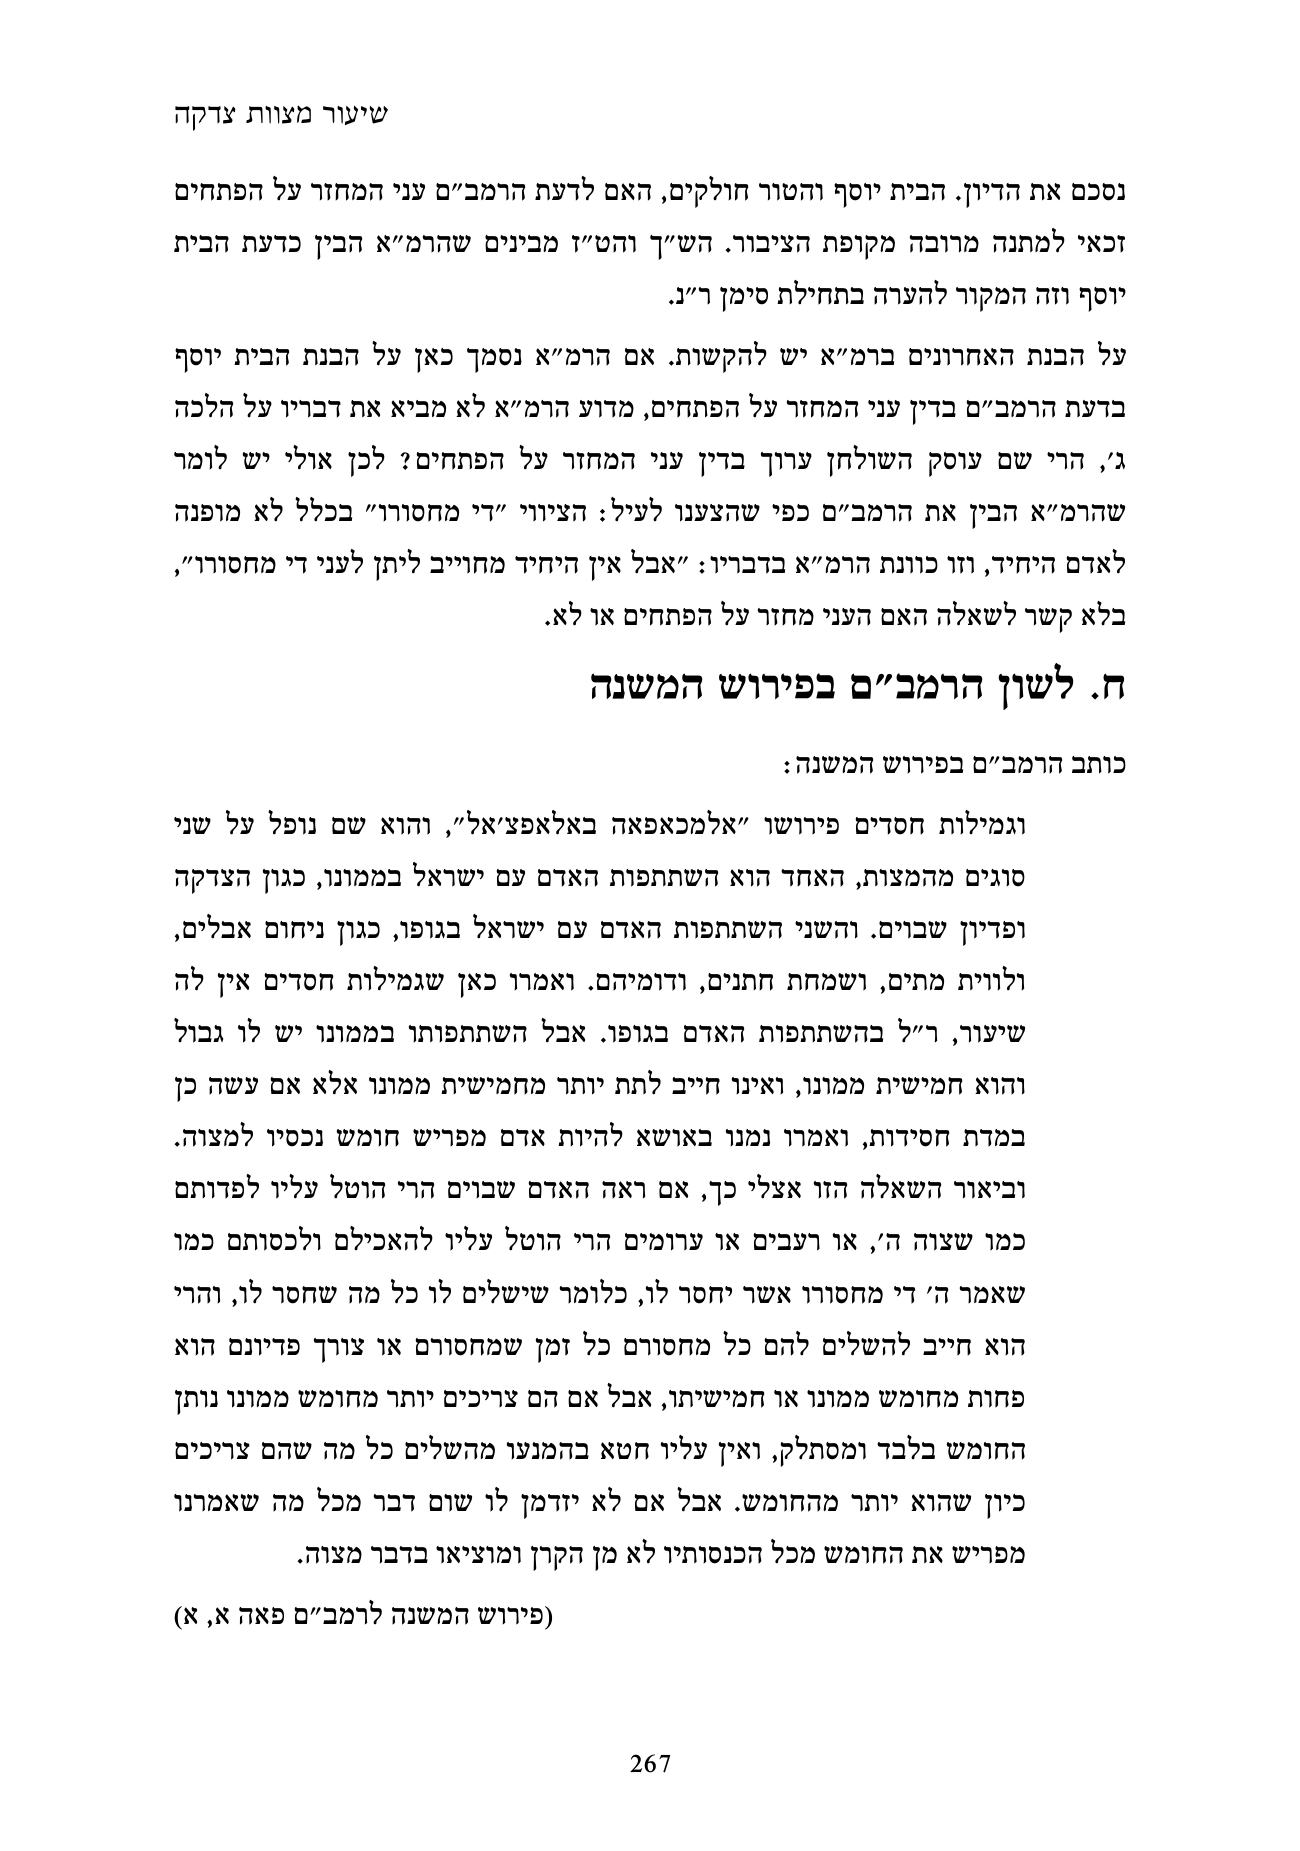 שיעור מצוות צדקה
נסכם את הדיון. הבית יוסף והטור חולקים, האם לדעת הרמב״ם עני המחזר על הפתחים
זכאי למתנה מרובה מקופת הציבור. הש״ך והט״ז מבינים שהרמ״א הבין כדעת הבית
יוסף וזה המקור להערה בתחילת סימן ר״נ.
על הבנת האחרונים ברמ״א יש להקשות. אם הרמ״א נסמך כאן על הבנת הבית יוסף
בדעת הרמב״ם בדין עני המחזר על הפתחים, מדוע הרמ״א לא מביא את דבריו על הלכה
ג׳, הרי שם עוסק השולחן ערוך בדין עני המחזר על הפתחים? לכן אולי יש לומר
שהרמ״א הבין את הרמב״ם כפי שהצענו לעיל: הציווי ״די מחסורו״ בכלל לא מופנה
לאדם היחיד, וזו כוונת הרמ״א בדבריו: ״אבל אין היחיד מחוייב ליתן לעני די מחסורו״,
בלא קשר לשאלה האם העני מחזר על הפתחים או לא.
ח. לשון הרמב״ם בפירוש המשנה
כותב הרמב״ם בפירוש המשנה:
וגמילות חסדים פירושו ״אלמכאפאה באלאפצ׳אל״, והוא שם נופל על שני
סוגים מהמצות, האחד הוא השתתפות האדם עם ישראל בממונו, כגון הצדקה
ופדיון שבוים. והשני השתתפות האדם עם ישראל בגופו, כגון ניחום אבלים,
ולווית מתים, ושמחת חתנים, ודומיהם. ואמרו כאן שגמילות חסדים אין לה
שיעור, ר״ל בהשתתפות האדם בגופו. אבל השתתפותו בממונו יש לו גבול
והוא חמישית ממונו, ואינו חייב לתת יותר מחמישית ממונו אלא אם עשה כן
במדת חסידות, ואמרו נמנו באושא להיות אדם מפריש חומש נכסיו למצוה.
וביאור השאלה הזו אצלי כך, אם ראה האדם שבוים הרי הוטל עליו לפדותם
כמו שצוה ה׳, או רעבים או ערומים הרי הוטל עליו להאכילם ולכסותם כמו
שאמר ה׳ די מחסורו אשר יחסר לו, כלומר שישלים לו כל מה שחסר לו, והרי
הוא חייב להשלים להם כל מחסורם כל זמן שמחסורם או צורך פדיונם הוא
פחות מחומש ממונו או חמישיתו, אבל אם הם צריכים יותר מחומש ממונו נותן
החומש בלבד ומסתלק, ואין עליו חטא בהמנעו מהשלים כל מה שהם צריכים
כיון שהוא יותר מהחומש. אבל אם לא יזדמן לו שום דבר מכל מה שאמרנו
מפריש את החומש מכל הכנסותיו לא מן הקרן ומוציאו בדבר מצוה.
(פירוש המשנה לרמב״ם פאה א, א)
267